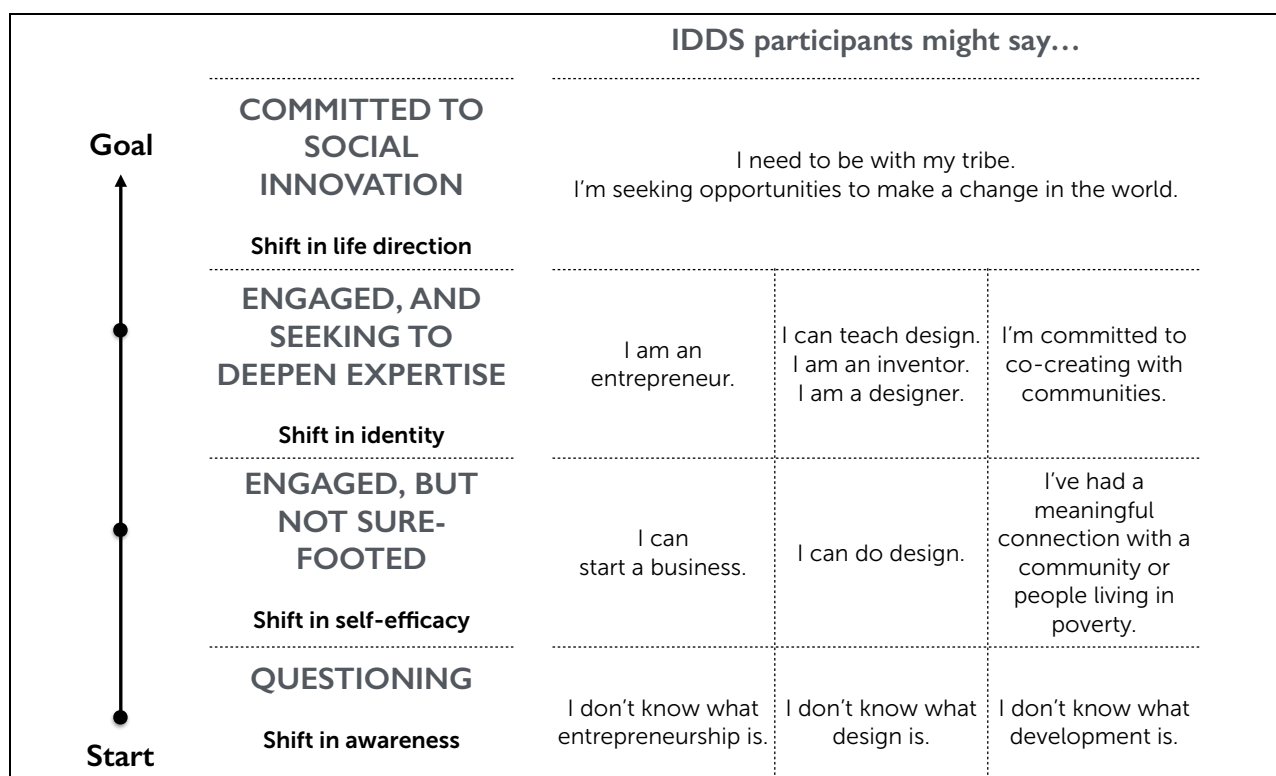 IDDS participants might say…
Goal
Start
COMMITTED TO
SOCIAL
INNOVATION
Shift in life direction
I need to be with my tribe.
I'm seeking opportunities to make a change in the world.
ENGAGED, AND
SEEKING TO
DEEPEN EXPERTISE
Shift in identity
I am an
entrepreneur.
I can teach design.
I am an inventor.
I am a designer.
I'm committed to
co-creating with
communities.
ENGAGED, BUT
NOT SURE-
FOOTED
Shift in self-efficacy
I can
start a business.
I can do design.
I've had a
meaningful
connection with a
community or
people living in
poverty.
QUESTIONING
Shift in awareness
I don't know what
entrepreneurship is.
I don't know what
design is.
I don't know what
development is.